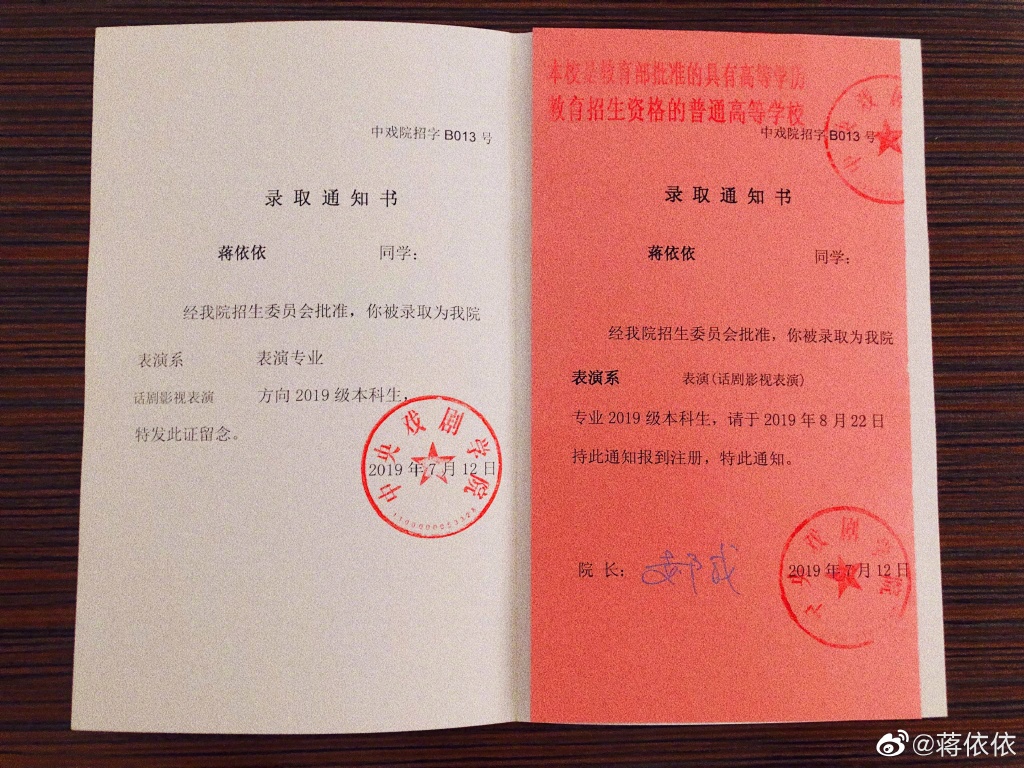 中戏院招字 B013 号
录取通知书
蒋依依 同学：
经我院招生委员会批准，你被录取为我院
表演系 表演专业
话剧影视表演 方向 2019 级本科生，
特发此证留念。
2019 年 7 月 12 日
中央戏剧学院
本校是教育部批准的具有高等学历
教育招生资格的普通高等学校
中戏院招字 B013 号
录取通知书
蒋依依 同学：
经我院招生委员会批准，你被录取为我院
表演系 表演(话剧影视表演)
专业 2019 级本科生，请于 2019 年 8 月 22 日
持此通知报到注册，特此通知。
院 长：
2019 年 7 月 12 日
戏剧学院
@蒋依依